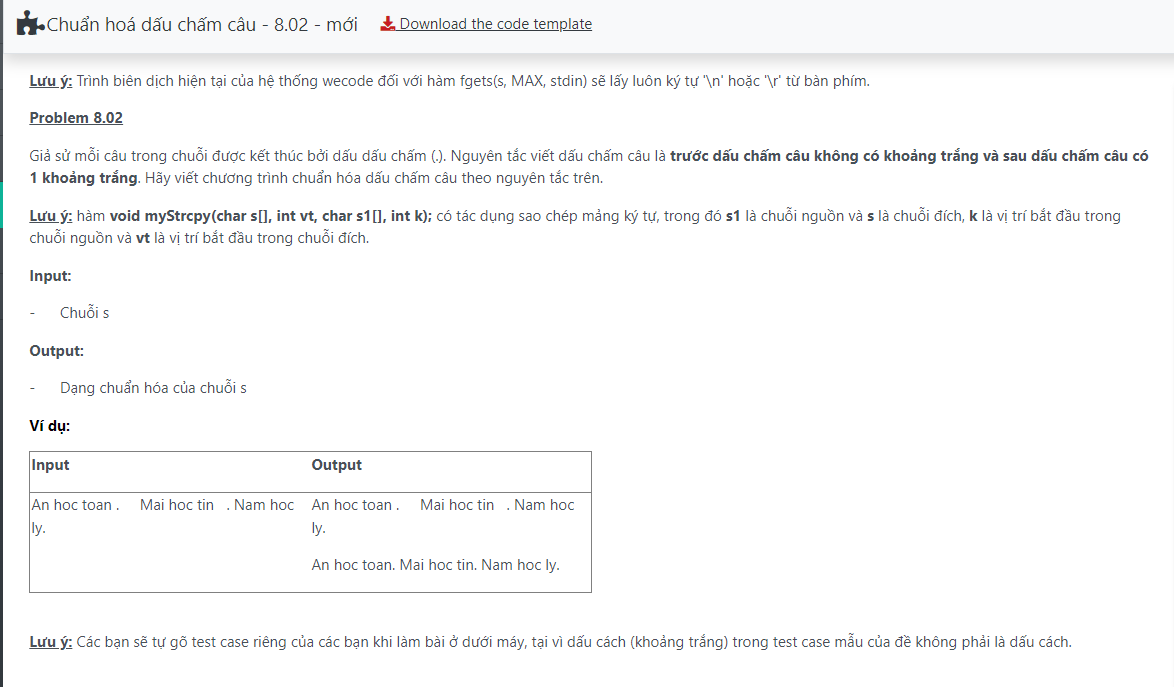 Chuẩn hoá dấu chấm câu - 8.02 - mới Download the code template
Lưu ý: Trình biên dịch hiện tại của hệ thống wecode đối với hàm fgets(s, MAX, stdin) sẽ lấy luôn ký tự '\n' hoặc '\r' từ bàn phím.
Problem 8.02
Giả sử mỗi câu trong chuỗi được kết thúc bởi dấu dấu chấm (.). Nguyên tắc viết dấu chấm câu là trước dấu chấm câu không có khoảng trắng và sau dấu chấm câu có
1 khoảng trắng. Hãy viết chương trình chuẩn hóa dấu chấm câu theo nguyên tắc trên.
Lưu ý: hàm void myStrcpy(char s[], int vt, char s1[], int k); có tác dụng sao chép mảng ký tự, trong đó s1 là chuỗi nguồn và s là chuỗi đích, k là vị trí bắt đầu trong
chuỗi nguồn và vt là vị trí bắt đầu trong chuỗi đích.
Input:
- Chuỗi s
Output:
- Dạng chuẩn hóa của chuỗi s
Ví dụ:
Input Output
An hoc toan .     Mai hoc tin   . Nam hoc An hoc toan .     Mai hoc tin   . Nam hoc
ly. ly.
An hoc toan. Mai hoc tin. Nam hoc ly.
Lưu ý: Các bạn sẽ tự gõ test case riêng của các bạn khi làm bài ở dưới máy, tại vì dấu cách (khoảng trắng) trong test case mẫu của đề không phải là dấu cách.